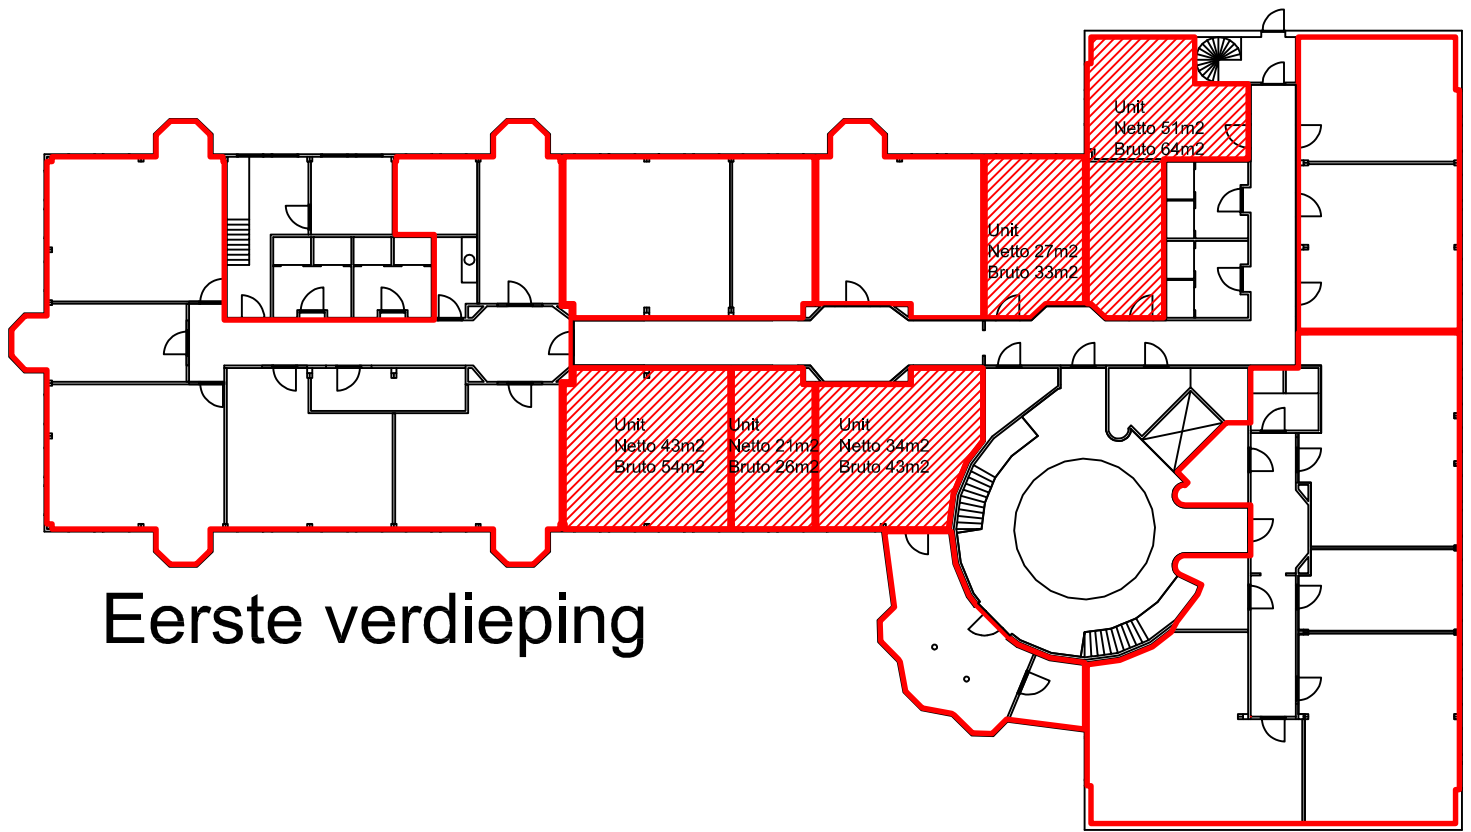 Unit
Netto 51m2
Bruto 64m2
Unit
Netto 27m2
Bruto 33m2
Unit
Netto 43m2
Bruto 54m2
Unit
Netto 21m2
Bruto 26m2
Unit
Netto 34m2
Bruto 43m2
Eerste verdieping